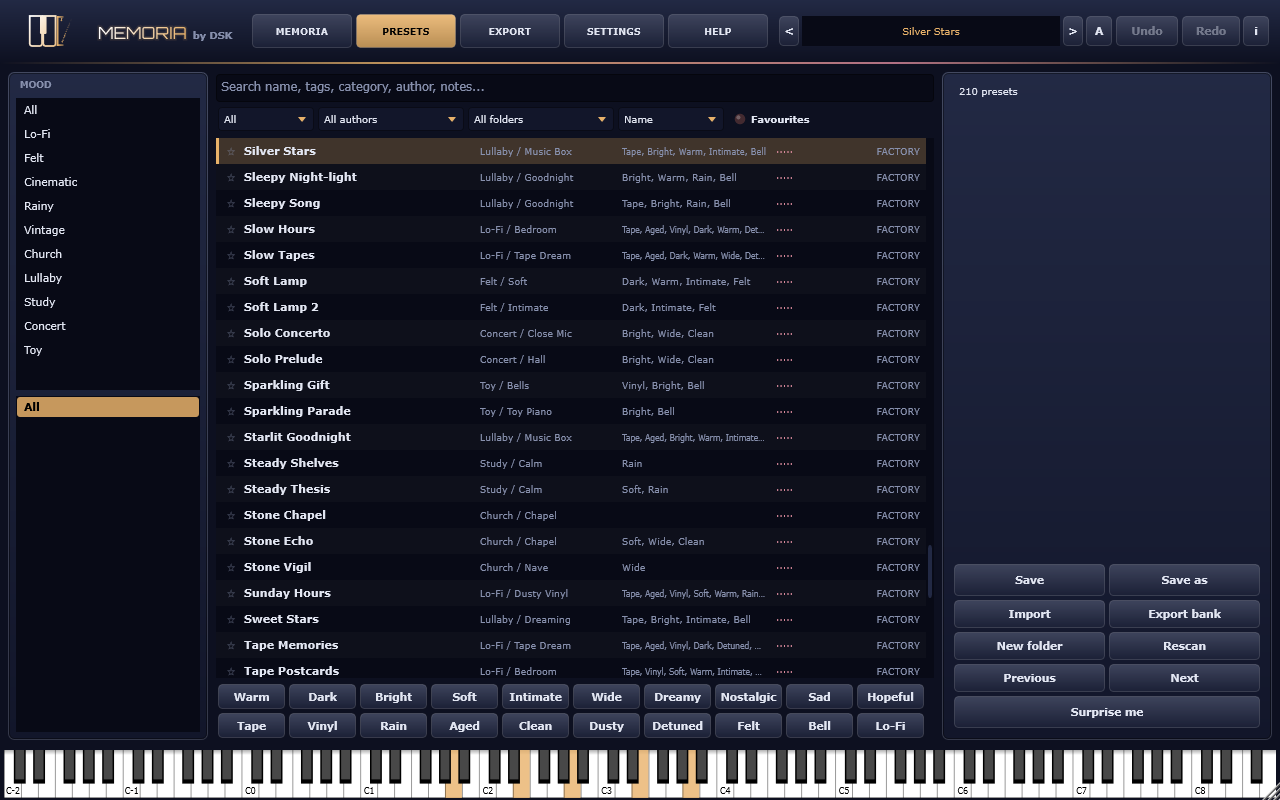 MEMORIA by DSK MEMORIA PRESETS EXPORT SETTINGS HELP < Silver Stars > A Undo Redo i
MOOD
All
Lo-Fi
Felt
Cinematic
Rainy
Vintage
Church
Lullaby
Study
Concert
Toy
All
Search name, tags, category, author, notes...
All All authors All folders Name Favourites
Silver Stars Lullaby / Music Box Tape, Bright, Warm, Intimate, Bell FACTORY
Sleepy Night-light Lullaby / Goodnight Bright, Warm, Rain, Bell FACTORY
Sleepy Song Lullaby / Goodnight Tape, Bright, Rain, Bell FACTORY
Slow Hours Lo-Fi / Bedroom Tape, Aged, Vinyl, Dark, Warm, Det... FACTORY
Slow Tapes Lo-Fi / Tape Dream Tape, Aged, Dark, Warm, Wide, Det... FACTORY
Soft Lamp Felt / Soft Dark, Warm, Intimate, Felt FACTORY
Soft Lamp 2 Felt / Intimate Dark, Intimate, Felt FACTORY
Solo Concerto Concert / Close Mic Bright, Wide, Clean FACTORY
Solo Prelude Concert / Hall Bright, Wide, Clean FACTORY
Sparkling Gift Toy / Bells Vinyl, Bright, Bell FACTORY
Sparkling Parade Toy / Toy Piano Bright, Bell FACTORY
Starlit Goodnight Lullaby / Music Box Tape, Aged, Bright, Warm, Intimate... FACTORY
Steady Shelves Study / Calm Rain FACTORY
Steady Thesis Study / Calm Soft, Rain FACTORY
Stone Chapel Church / Chapel FACTORY
Stone Echo Church / Chapel Soft, Wide, Clean FACTORY
Stone Vigil Church / Nave Wide FACTORY
Sunday Hours Lo-Fi / Dusty Vinyl Tape, Aged, Vinyl, Soft, Warm, Rain... FACTORY
Sweet Stars Lullaby / Dreaming Tape, Bright, Intimate, Bell FACTORY
Tape Memories Lo-Fi / Tape Dream Tape, Aged, Vinyl, Dark, Detuned, ... FACTORY
Tape Postcards Lo-Fi / Bedroom Tape, Vinyl, Soft, Warm, Intimate, ... FACTORY
Warm Dark Bright Soft Intimate Wide Dreamy Nostalgic Sad Hopeful
Tape Vinyl Rain Aged Clean Dusty Detuned Felt Bell Lo-Fi
210 presets
Save Save as
Import Export bank
New folder Rescan
Previous Next
Surprise me
C-2 C-1 C0 C1 C2 C3 C4 C5 C6 C7 C8